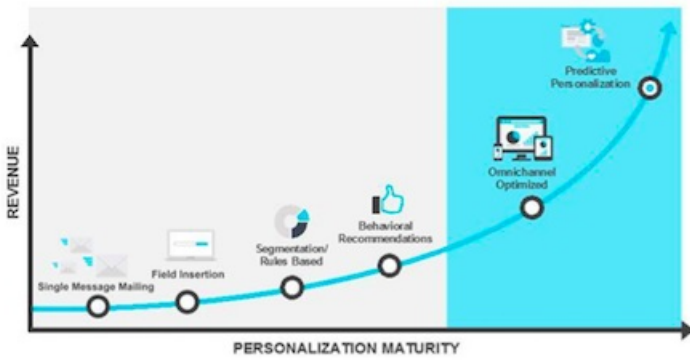 REVENUE
Single Message Mailing
Field Insertion
Segmentation/
Rules Based
Behavioral
Recommendations
Omnichannel
Optimized
Predictive
Personalization
PERSONALIZATION MATURITY